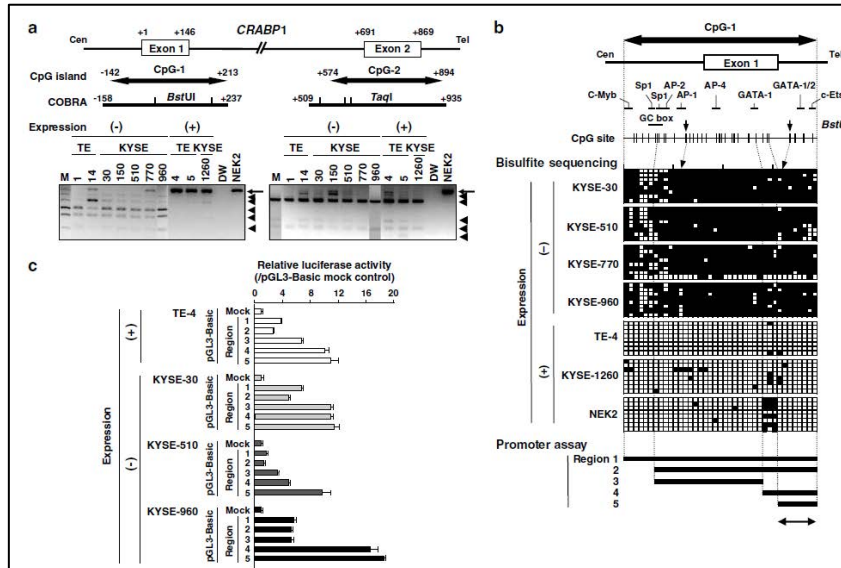 a
CRABP1
+1 +146 +691 +869
Cen Exon 1 Exon 2 Tel
CpG island -142 CpG-1 +213 +574 CpG-2 +894
COBRA -158 BstUI +237 +509 TaqI +935
Expression (-) (+) (-) (+)
TE KYSE TE KYSE TE KYSE TE KYSE
M 1 14 30 150 510 770 960 4 5 1260 DW NEK2 M 1 14 30 150 510 770 960 4 5 1260 DW NEK2
b
CpG-1
Cen Tel
Exon 1
C-Myb Sp1 Sp1 AP-2 AP-1 AP-4 GATA-1 GATA-1/2 c-Ets
GC box
CpG site
Bst
Bisulfite sequencing
KYSE-30
KYSE-510
KYSE-770
KYSE-960
Expression (-)
TE-4
KYSE-1260
NEK2
(+)
Promoter assay
Region 1
2
3
4
5
c
Relative luciferase activity
(/pGL3-Basic mock control)
0 4 8 12 16 20
TE-4 Mock
(+) pGL3-Basic Region 1 2 3 4 5
KYSE-30 Mock
pGL3-Basic Region 1 2 3 4 5
Expression (-)
KYSE-510 Mock
pGL3-Basic Region 1 2 3 4 5
KYSE-960 Mock
pGL3-Basic Region 1 2 3 4 5